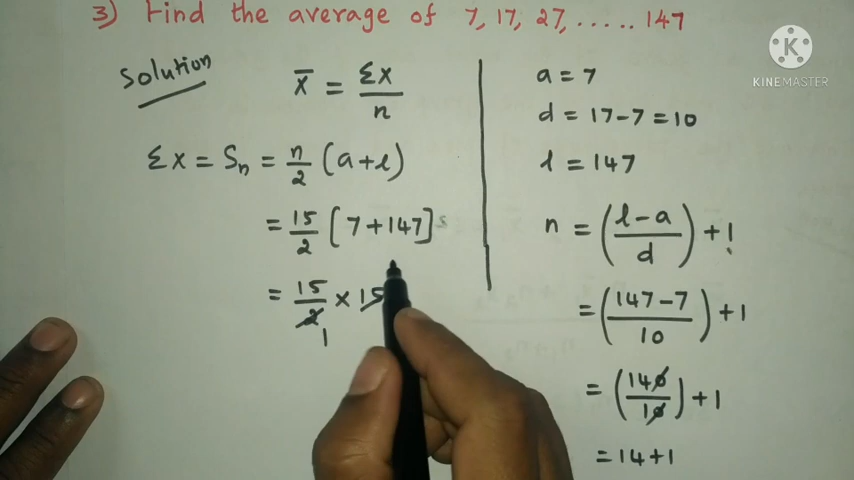 3) Find the average of 7, 17, 27, ..... 147
Solution
x̄ = Σx/n
Σx = Sn = n/2 (a+l)
= 15/2 [7+147]
= 15/2 × 15
1
a = 7
d = 17-7 = 10
l = 147
n = (l-a/d) + 1
= (147-7/10) + 1
= (140/10) + 1
= 14+1
K
KINEMASTER